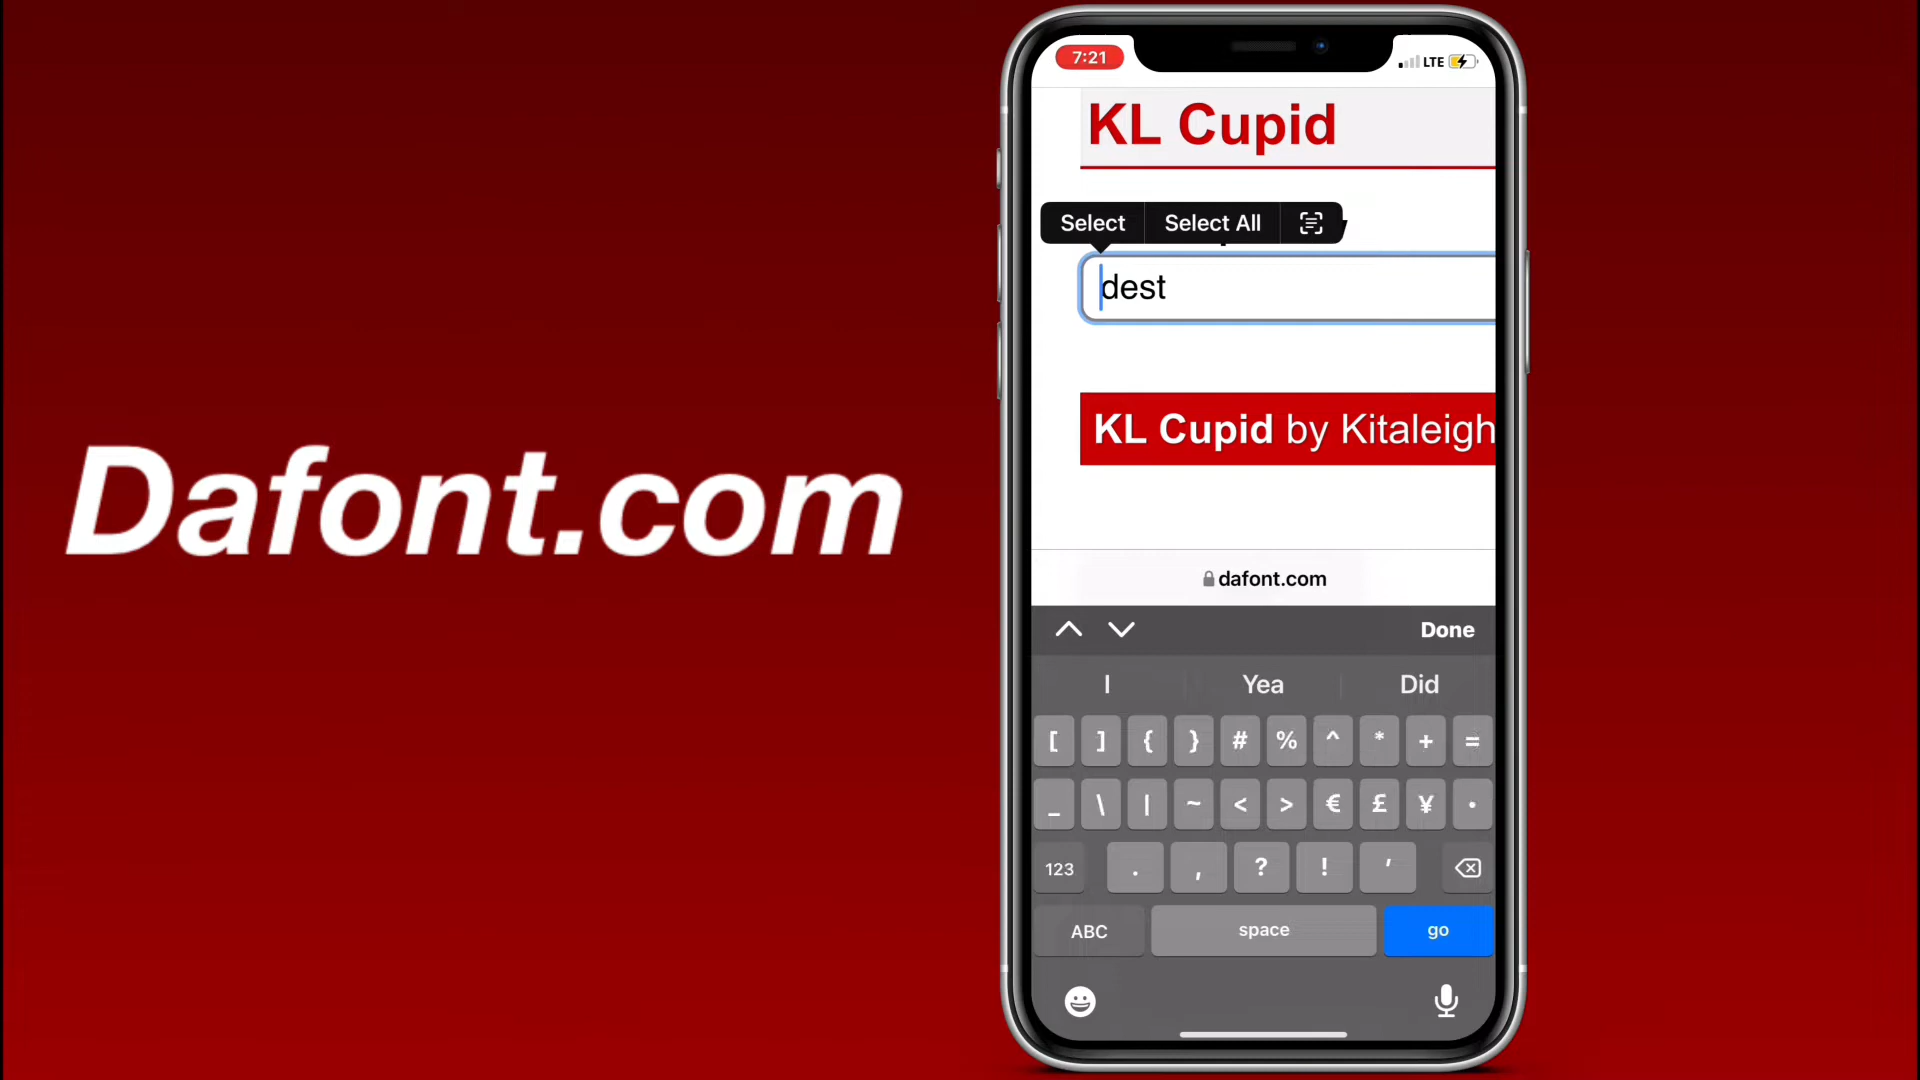 Dafont.com
7:21
LTE
KL Cupid
Select
Select All
dest
KL Cupid by Kitaleigh
dafont.com
Done
I
Yea
Did
[ ] { } # % ^ * + =
_ \ | ~ < > € £ ¥ •
123 . , ? ! ′
ABC
space
go